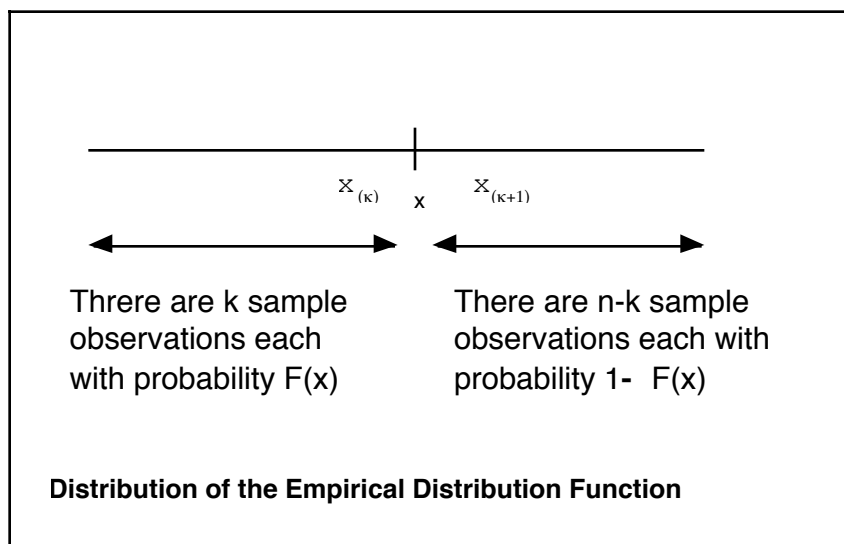 X(κ) x X(κ+1)
Threre are k sample
observations each
with probability F(x)
There are n-k sample
observations each with
probability 1- F(x)
Distribution of the Empirical Distribution Function